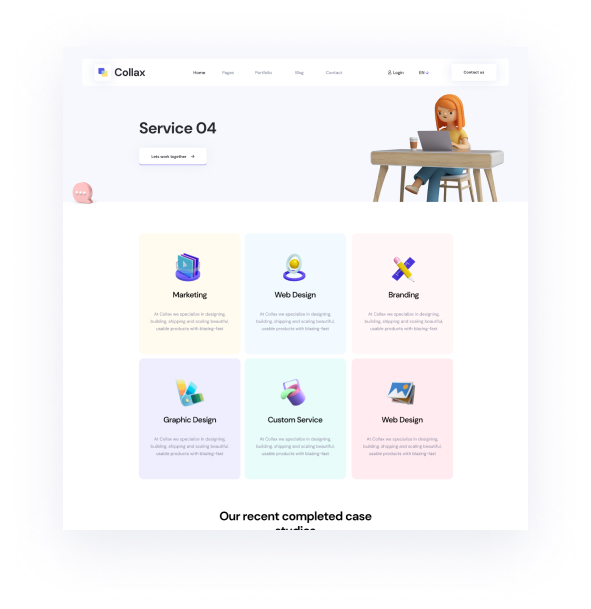 Collax
Home Pages Portfolio Blog Contact
Login EN
Contact us
Service 04
Lets work together →
Marketing
At Collax we specialize in designing,
building, shipping and scaling beautiful,
usable products with blazing-fast
Web Design
At Collax we specialize in designing,
building, shipping and scaling beautiful,
usable products with blazing-fast
Branding
At Collax we specialize in designing,
building, shipping and scaling beautiful,
usable products with blazing-fast
Graphic Design
At Collax we specialize in designing,
building, shipping and scaling beautiful,
usable products with blazing-fast
Custom Service
At Collax we specialize in designing,
building, shipping and scaling beautiful,
usable products with blazing-fast
Web Design
At Collax we specialize in designing,
building, shipping and scaling beautiful,
usable products with blazing-fast
Our recent completed case
studies